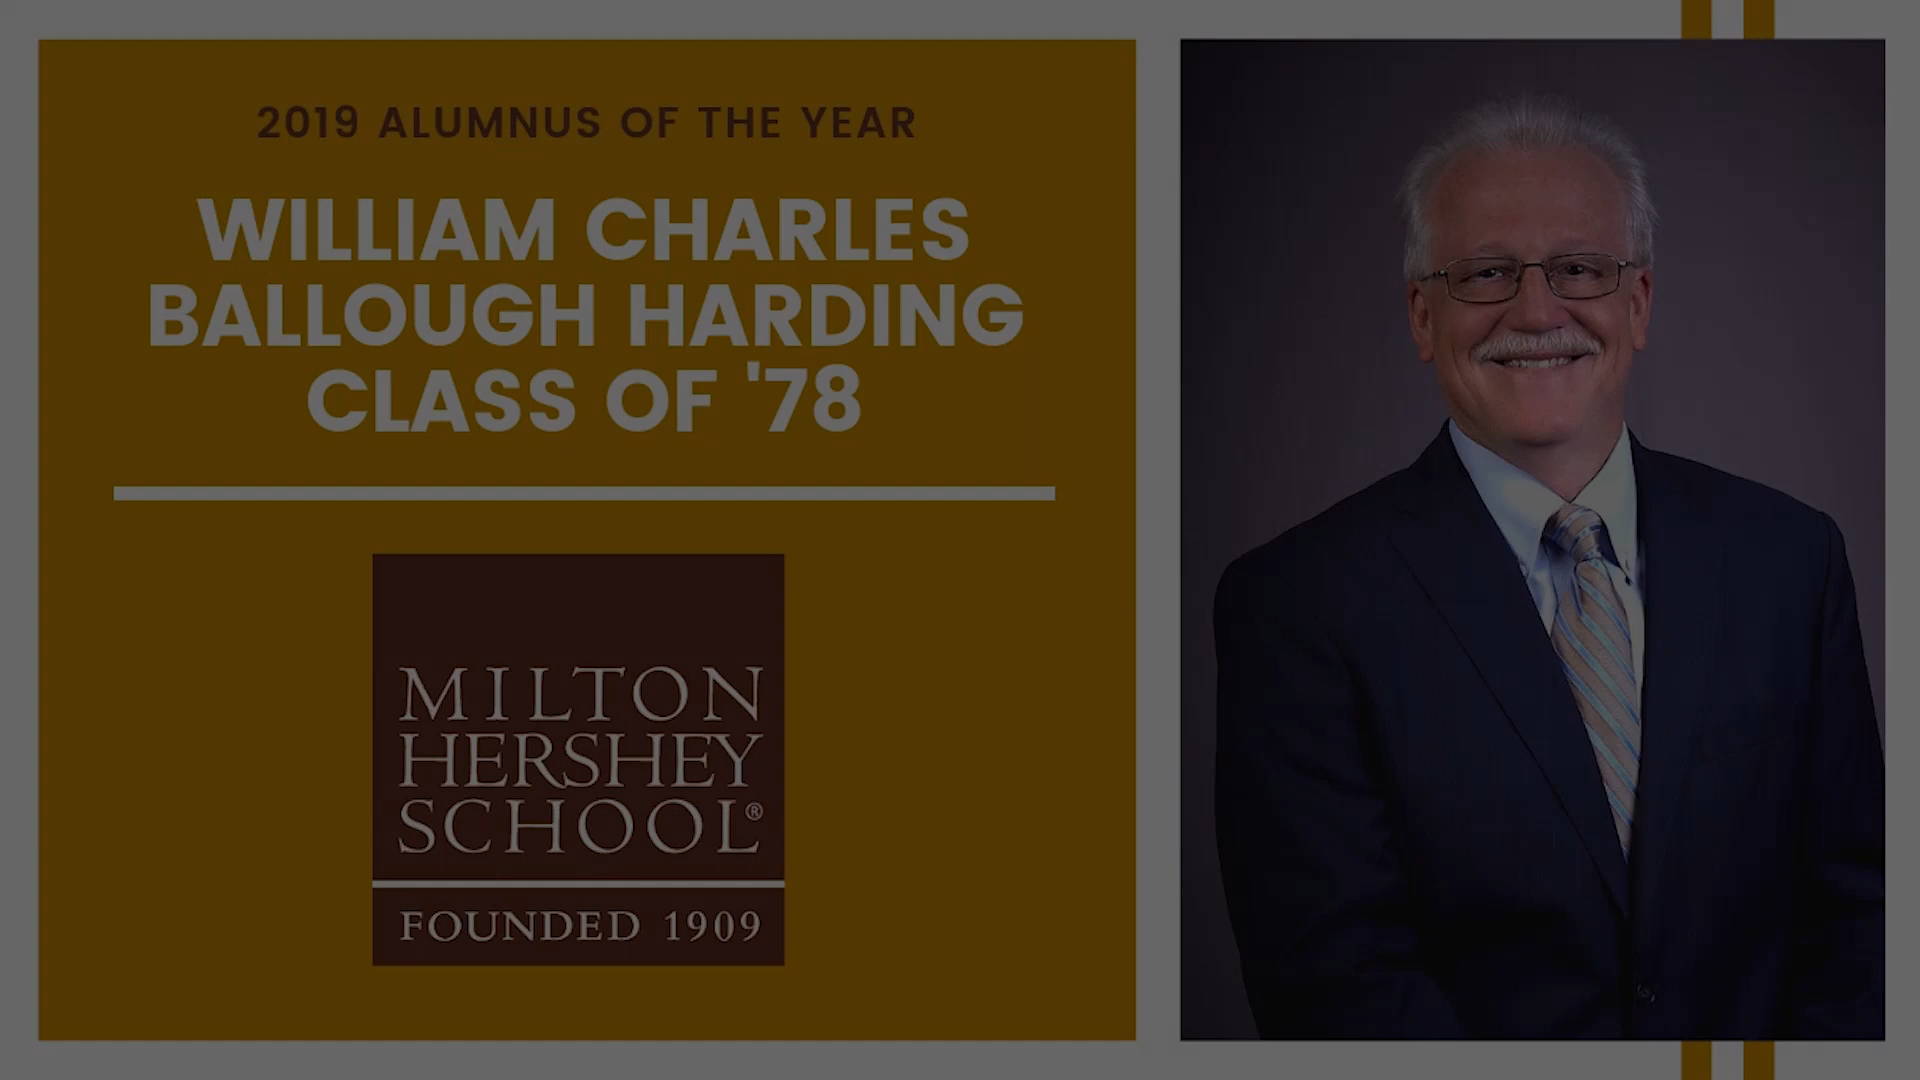 2019 ALUMNUS OF THE YEAR
WILLIAM CHARLES
BALLOUGH HARDING
CLASS OF '78
MILTON
HERSHEY
SCHOOL®
FOUNDED 1909